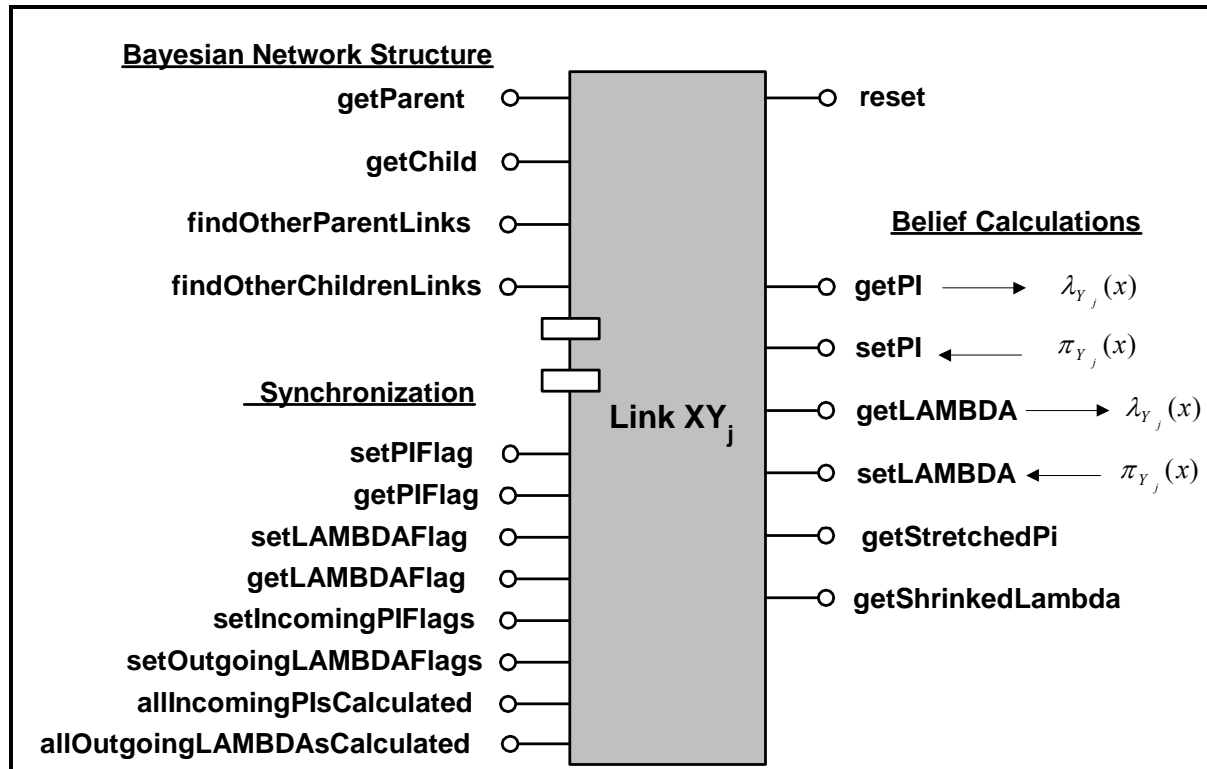 Bayesian Network Structure
getParent
getChild
findOtherParentLinks
findOtherChildrenLinks
Synchronization
setPIFlag
getPIFlag
setLAMBDAFlag
getLAMBDAFlag
setIncomingPIFlags
setOutgoingLAMBDAFlags
allIncomingPIsCalculated
allOutgoingLAMBDAsCalculated
Link XYj
reset
Belief Calculations
getPI λYj(x)
setPI πYj(x)
getLAMBDA λYj(x)
setLAMBDA πYj(x)
getStretchedPi
getShrinkedLambda